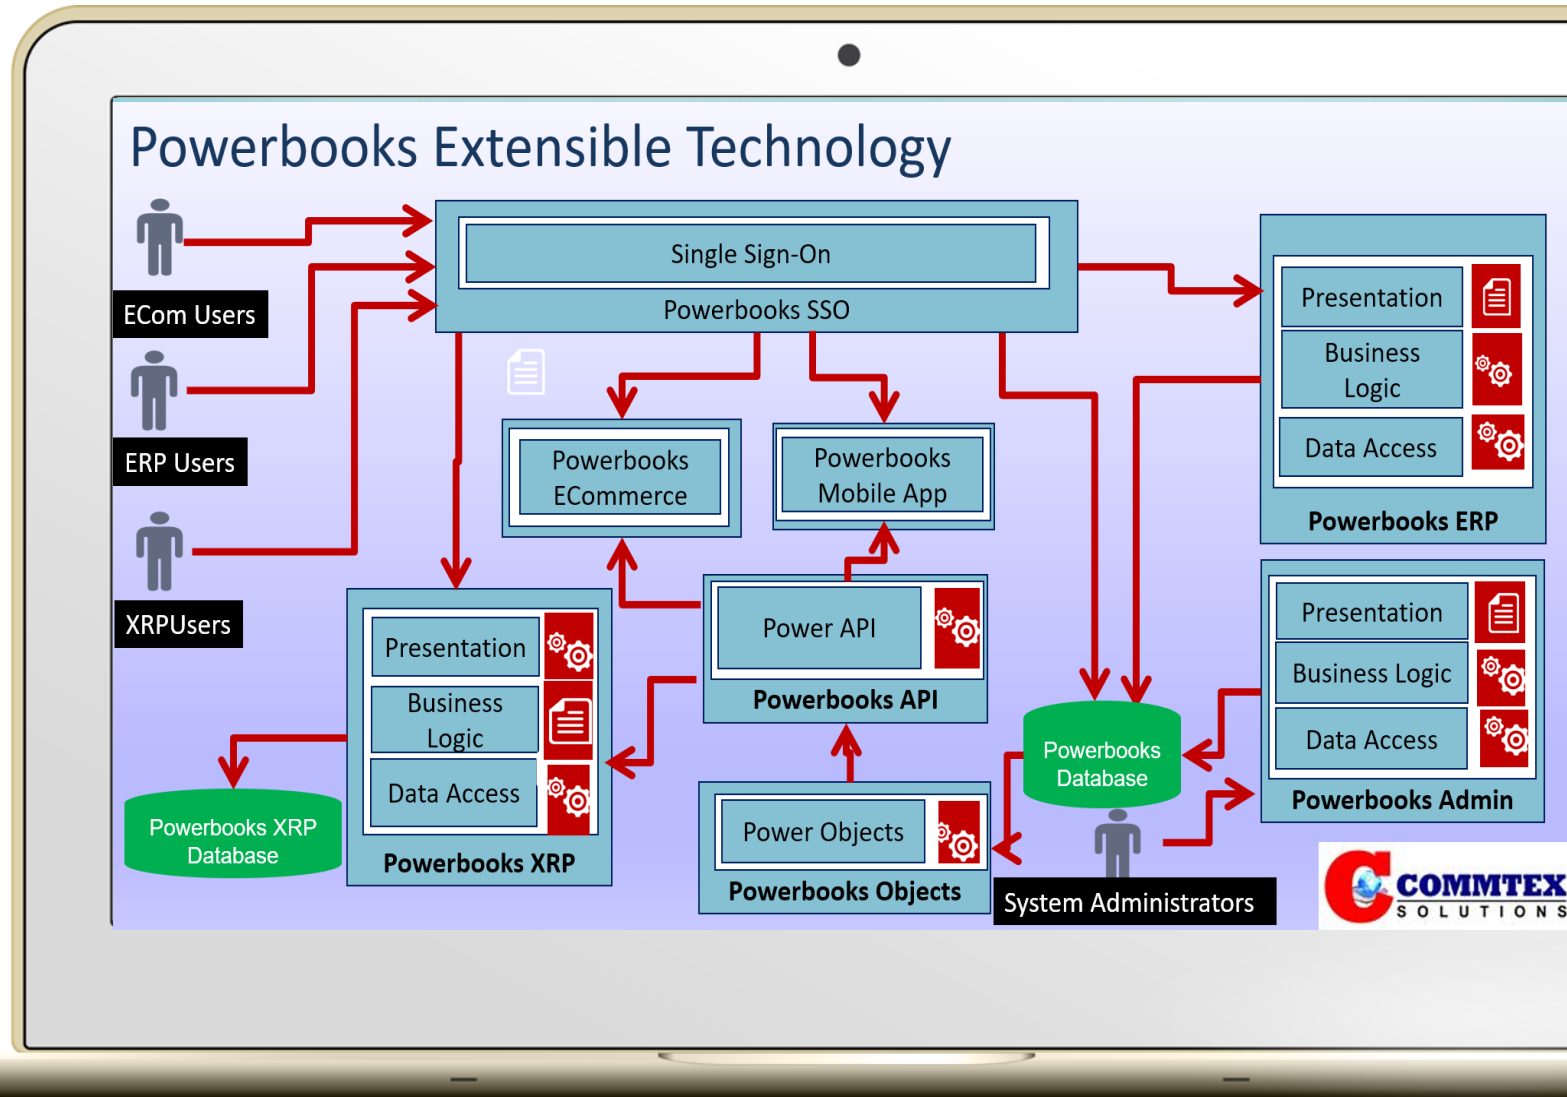 Powerbooks Extensible Technology
Single Sign-On
Powerbooks SSO
ECom Users
ERP Users
XRPUsers
Powerbooks
ECommerce
Powerbooks
Mobile App
Presentation
Business
Logic
Data Access
Powerbooks ERP
Power API
Powerbooks API
Presentation
Business
Logic
Data Access
Powerbooks XRP
Powerbooks XRP
Database
Power Objects
Powerbooks Objects
Powerbooks
Database
System Administrators
Presentation
Business Logic
Data Access
Powerbooks Admin
COMMTEX
SOLUTIONS